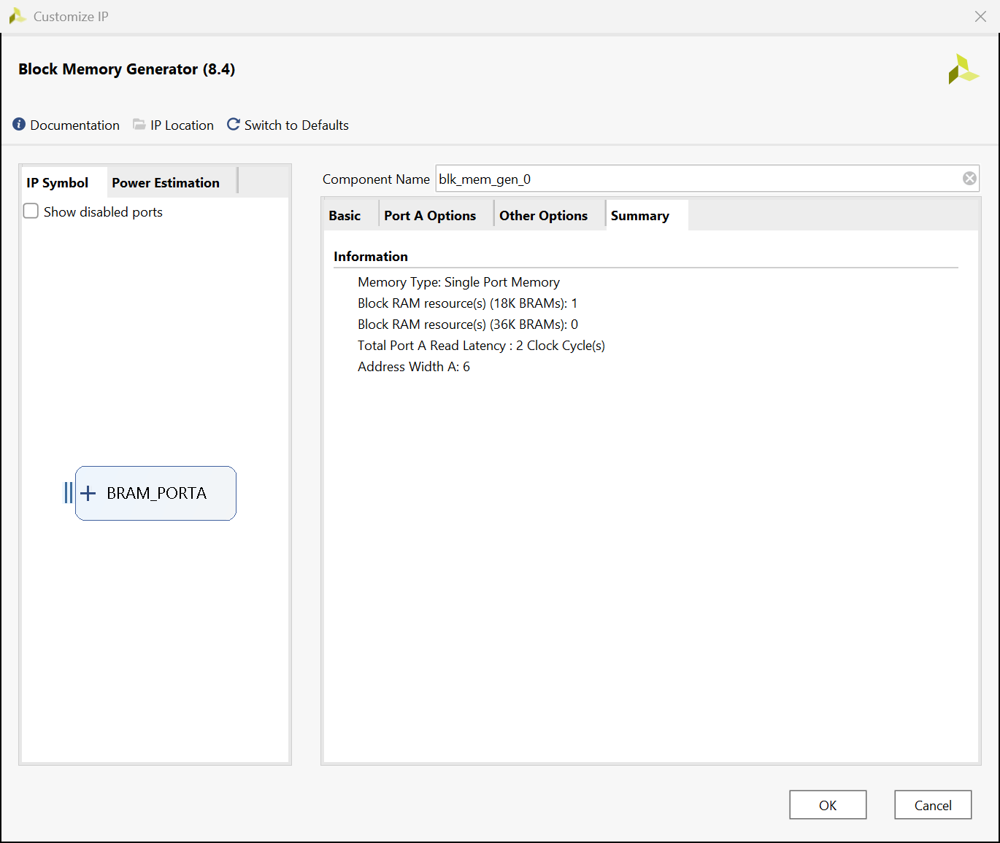 Customize IP
Block Memory Generator (8.4)
Documentation IP Location Switch to Defaults
IP Symbol Power Estimation
Show disabled ports
BRAM_PORTA
Component Name blk_mem_gen_0
Basic Port A Options Other Options Summary
Information
Memory Type: Single Port Memory
Block RAM resource(s) (18K BRAMs): 1
Block RAM resource(s) (36K BRAMs): 0
Total Port A Read Latency : 2 Clock Cycle(s)
Address Width A: 6
OK Cancel